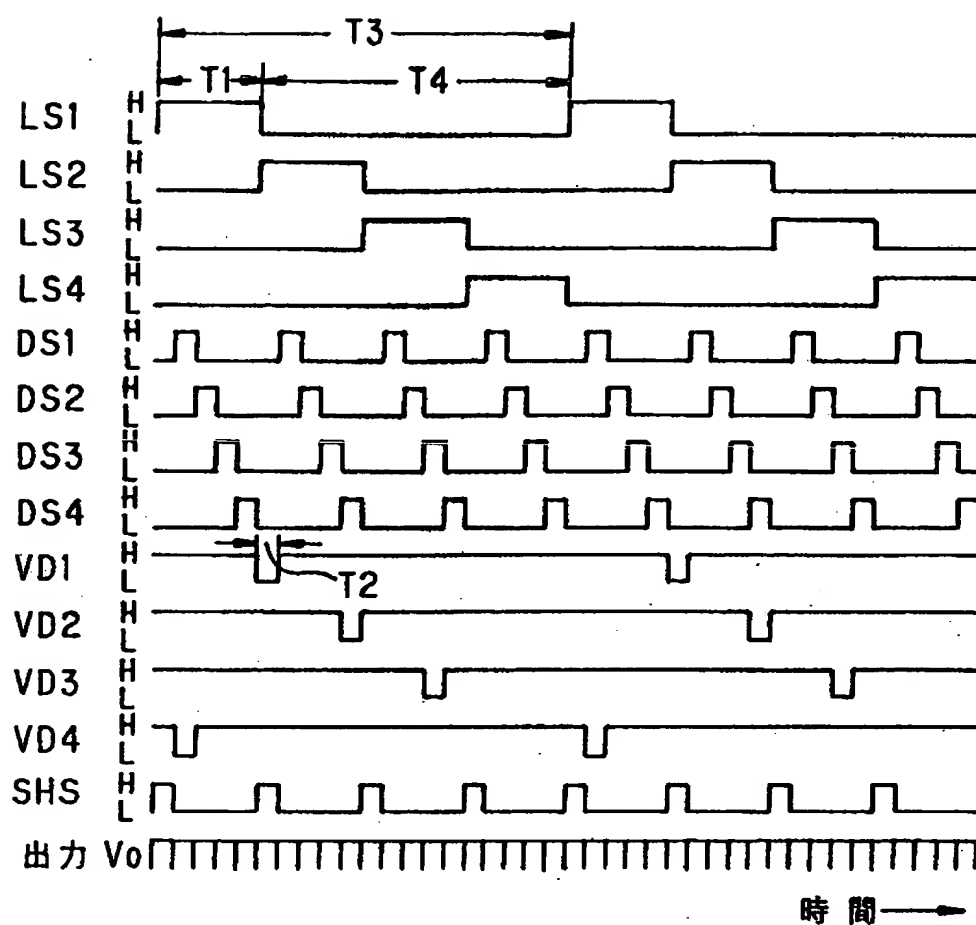 T3
T1 T4
LS1 H L
LS2 H L
LS3 H L
LS4 H L
DS1 H L
DS2 H L
DS3 H L
DS4 H L
VD1 H L
T2
VD2 H L
VD3 H L
VD4 H L
SHS H L
出力 Vo
時間